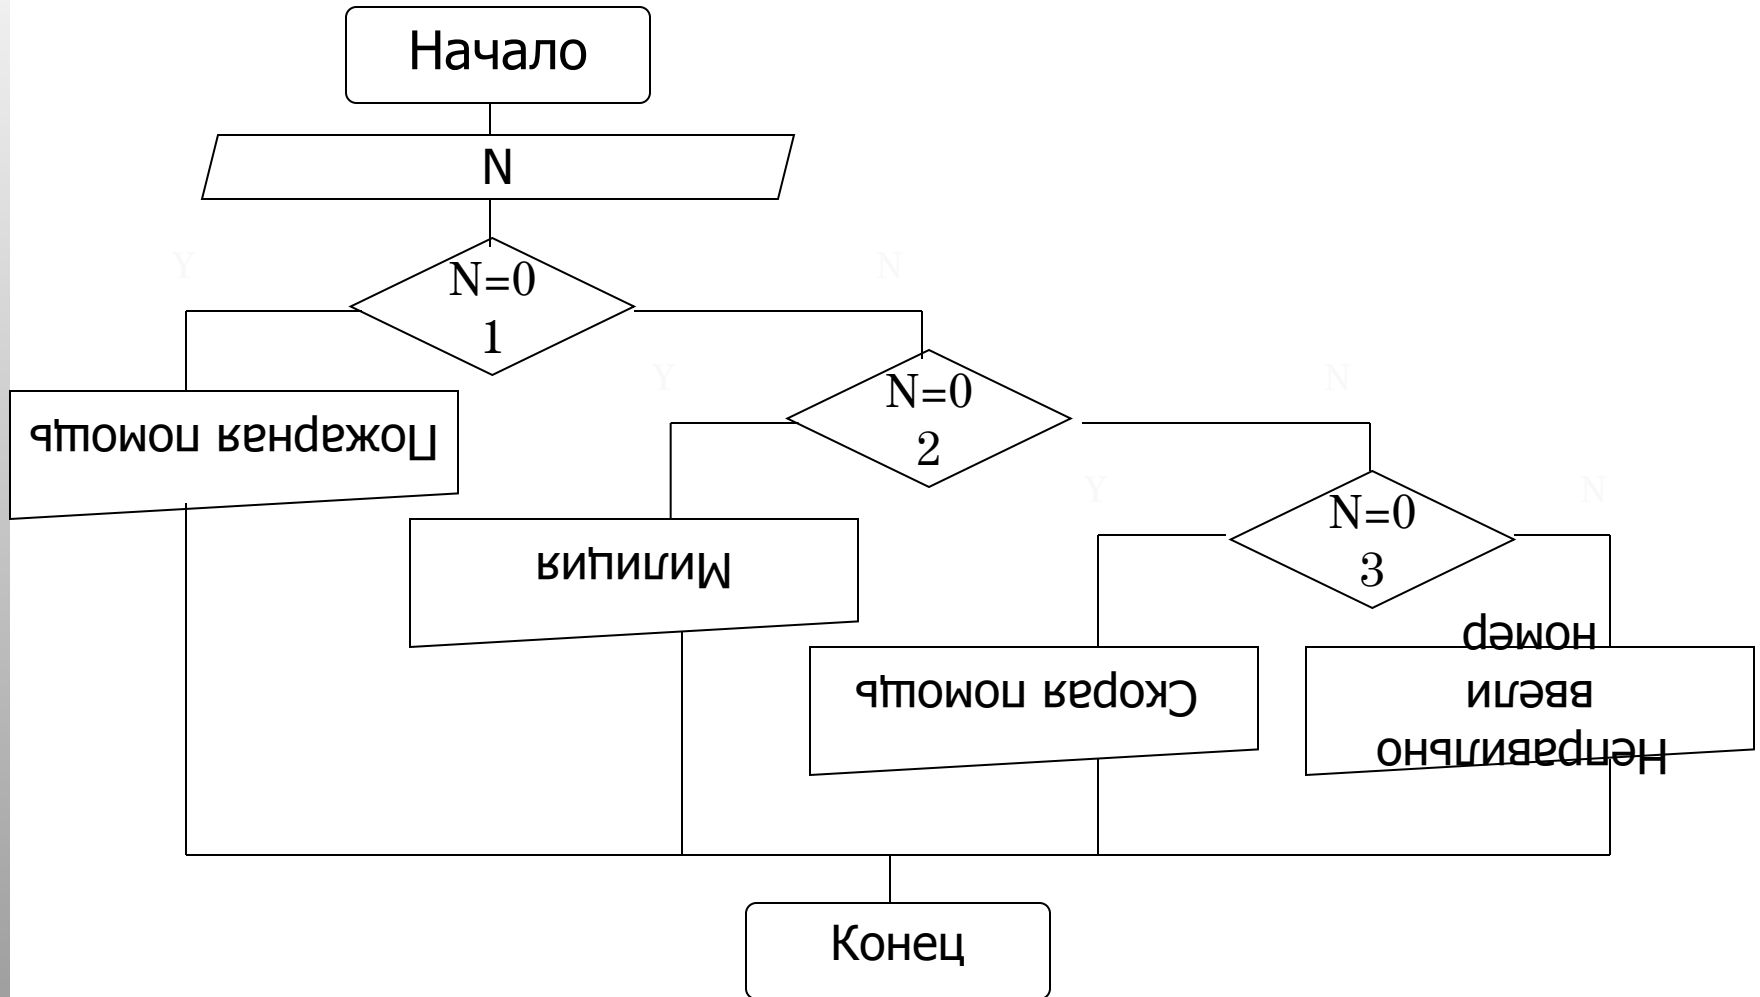 Начало
N
Y
N
N=0
1
Y
N
N=0
2
Пожарная помощь
Y
N
N=0
3
Милиция
Скорая помощь
Неправильно
ввели
номер
Конец